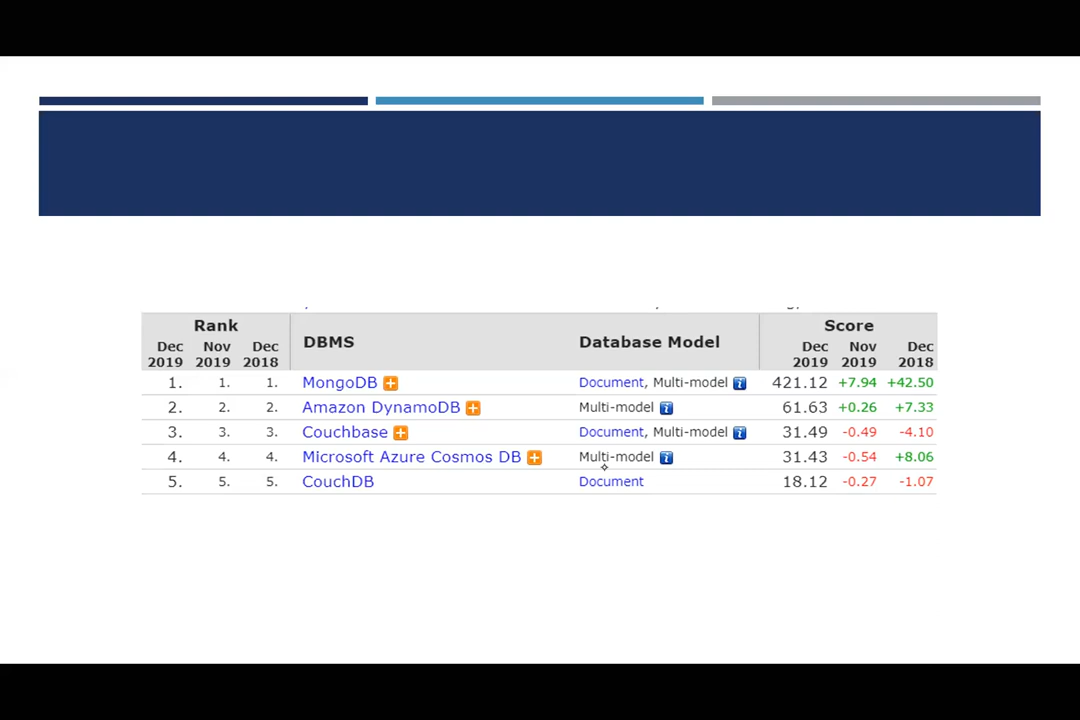 Rank DBMS Database Model Score
Dec 2019 Nov 2019 Dec 2018 Dec 2019 Nov 2019 Dec 2018
1. 1. 1. MongoDB Document, Multi-model 421.12 +7.94 +42.50
2. 2. 2. Amazon DynamoDB Multi-model 61.63 +0.26 +7.33
3. 3. 3. Couchbase Document, Multi-model 31.49 -0.49 -4.10
4. 4. 4. Microsoft Azure Cosmos DB Multi-model 31.43 -0.54 +8.06
5. 5. 5. CouchDB Document 18.12 -0.27 -1.07